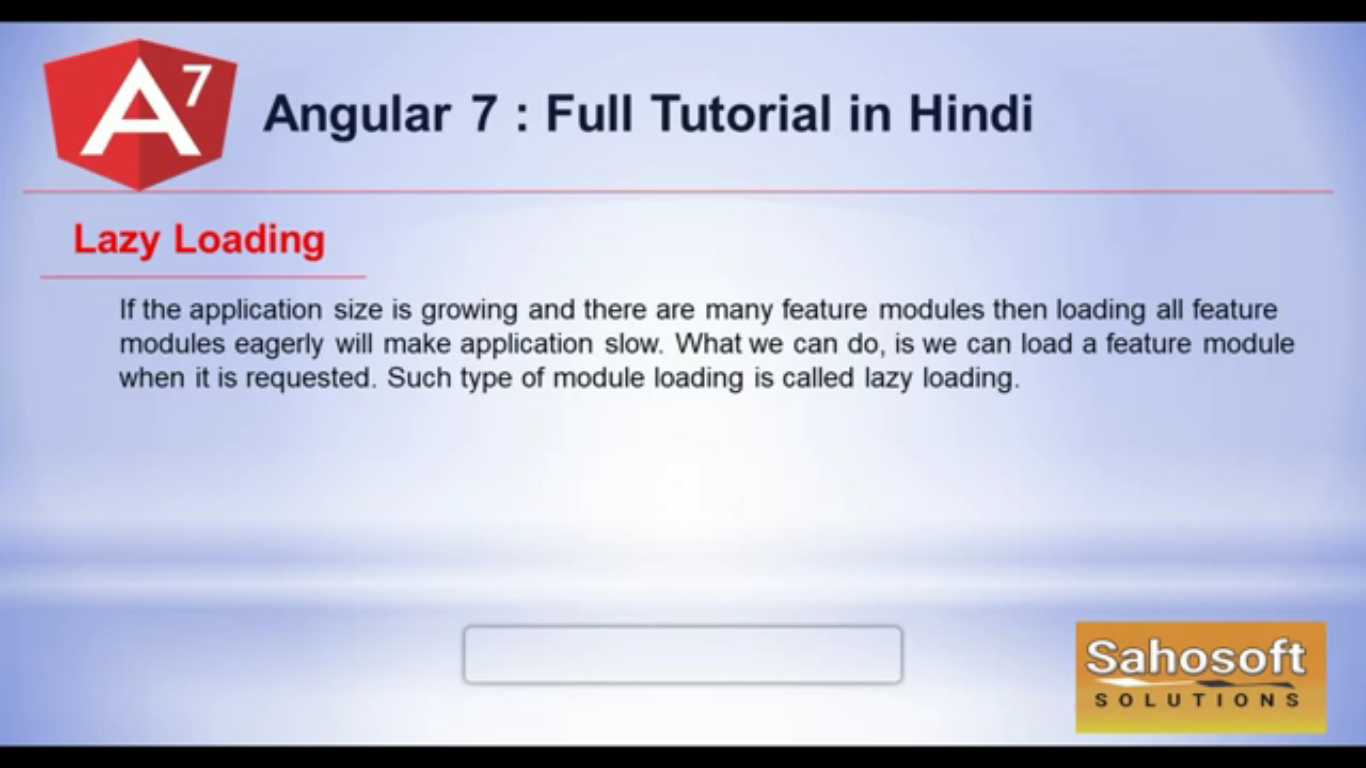 A7
Angular 7 : Full Tutorial in Hindi
Lazy Loading
If the application size is growing and there are many feature modules then loading all feature
modules eagerly will make application slow. What we can do, is we can load a feature module
when it is requested. Such type of module loading is called lazy loading.
Sahosoft
SOLUTIONS